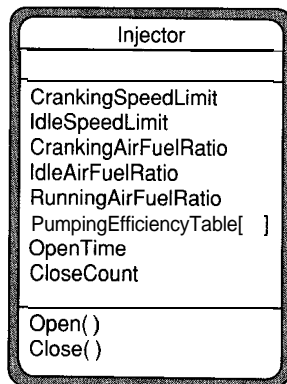 Injector
CrankingSpeedLimit
IdleSpeedLimit
CrankingAirFuelRatio
IdleAirFuelRatio
RunningAirFuelRatio
PumpingEfficiencyTable[ ]
OpenTime
CloseCount
Open( )
Close( )